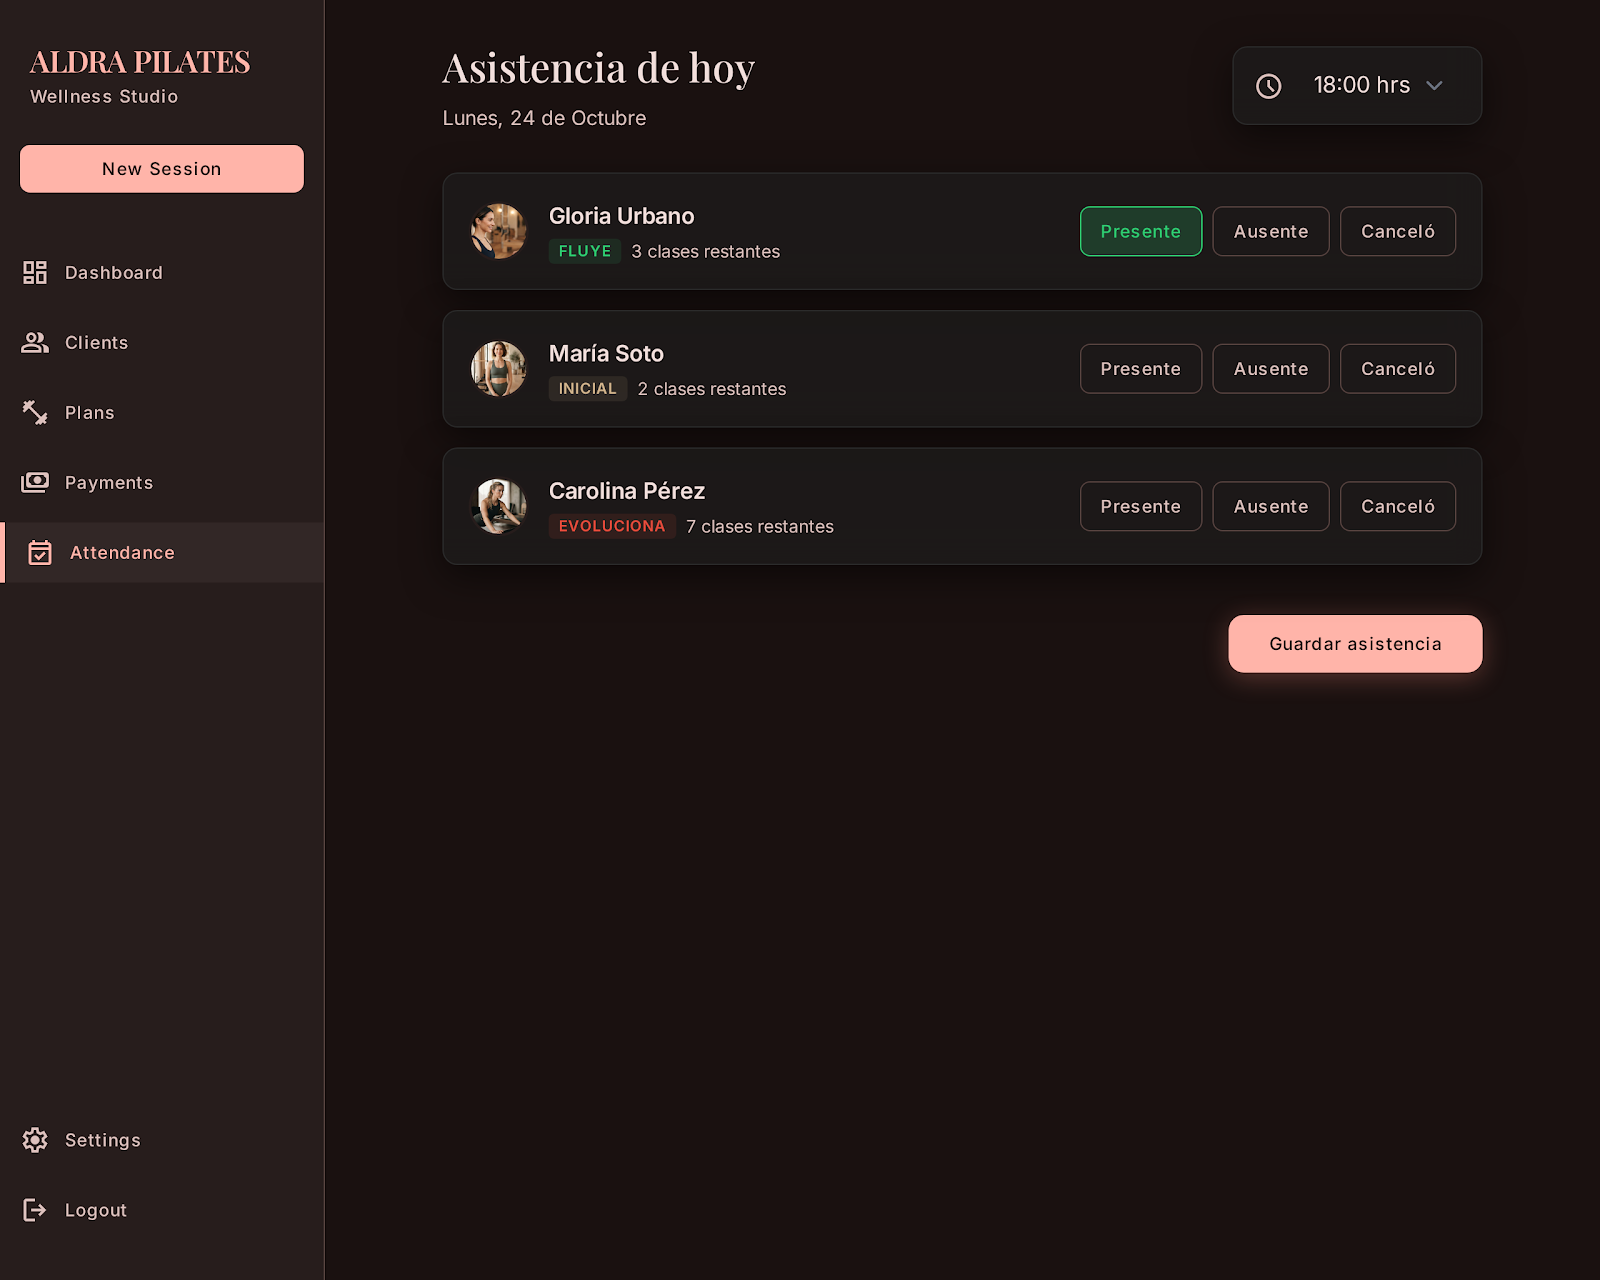 ALDRA PILATES
Wellness Studio
New Session
Dashboard
Clients
Plans
Payments
Attendance
Settings
Logout
Asistencia de hoy
Lunes, 24 de Octubre
18:00 hrs
Gloria Urbano
FLUYE 3 clases restantes
Presente Ausente Canceló
María Soto
INICIAL 2 clases restantes
Presente Ausente Canceló
Carolina Pérez
EVOLUCIONA 7 clases restantes
Presente Ausente Canceló
Guardar asistencia